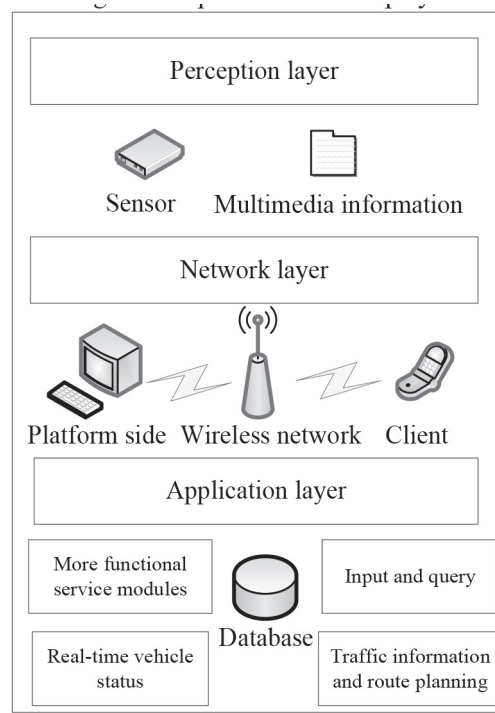 Perception layer
Sensor Multimedia information
Network layer
Platform side Wireless network Client
Application layer
More functional
service modules
Input and query
Database
Real-time vehicle
status
Traffic information
and route planning